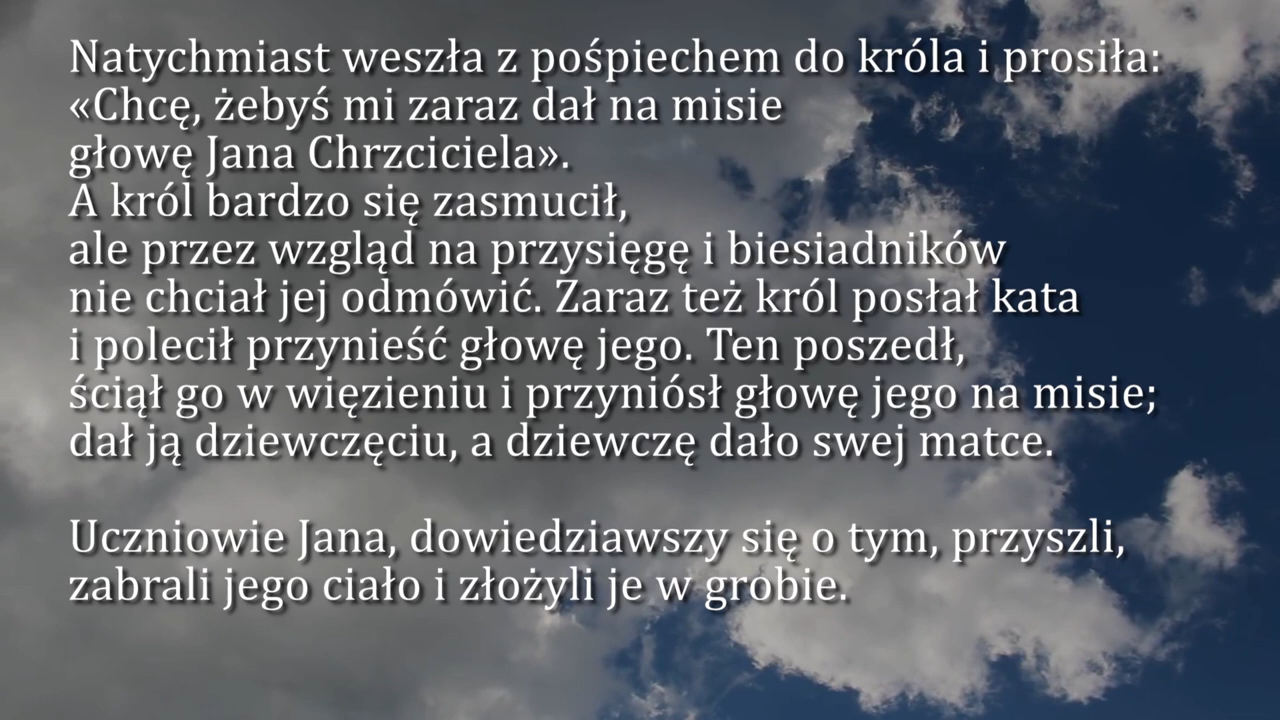 Natychmiast weszła z pośpiechem do króla i prosiła:
«Chcę, żebyś mi zaraz dał na misie
głowę Jana Chrzciciela».
A król bardzo się zasmucił,
ale przez wzgląd na przysięgę i biesiadników
nie chciał jej odmówić. Zaraz też król posłał kata
i polecił przynieść głowę jego. Ten poszedł,
ściął go w więzieniu i przyniósł głowę jego na misie;
dał ją dziewczęciu, a dziewczę dało swej matce.
Uczniowie Jana, dowiedziawszy się o tym, przyszli,
zabrali jego ciało i złożyli je w grobie.